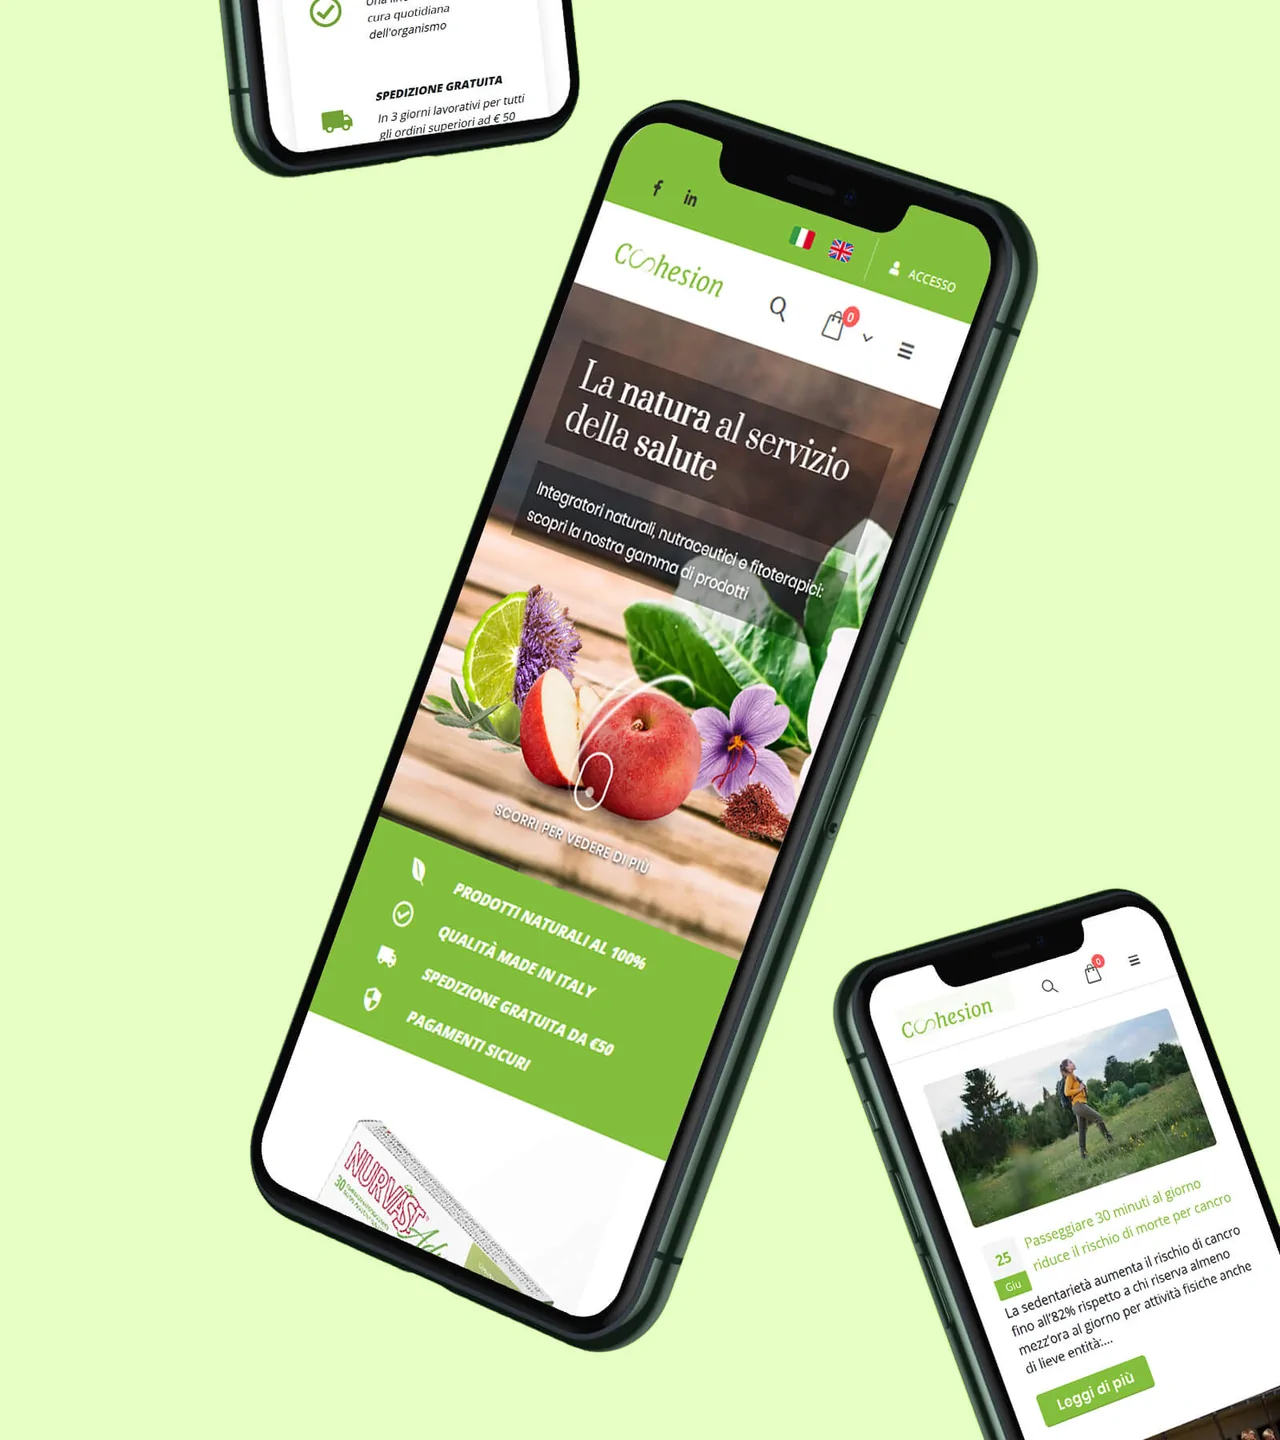 cura quotidiana
dell'organismo
SPEDIZIONE GRATUITA
In 3 giorni lavorativi per tutti
gli ordini superiori ad € 50
f
in
ACCESSO
Cohesion
0
La natura al servizio
della salute
Integratori naturali, nutraceutici e fitoterapici:
scopri la nostra gamma di prodotti
SCORRI PER VEDERE DI PIÙ
PRODOTTI NATURALI AL 100%
QUALITÀ MADE IN ITALY
SPEDIZIONE GRATUITA DA €50
PAGAMENTI SICURI
NURVAST®
30
Cohesion
0
Passeggiare 30 minuti al giorno
riduce il rischio di morte per cancro
25
Giu
La sedentarietà aumenta il rischio di cancro
fino all'82% rispetto a chi riserva almeno
mezz'ora al giorno per attività fisiche anche
di lieve entità:...
Leggi di più